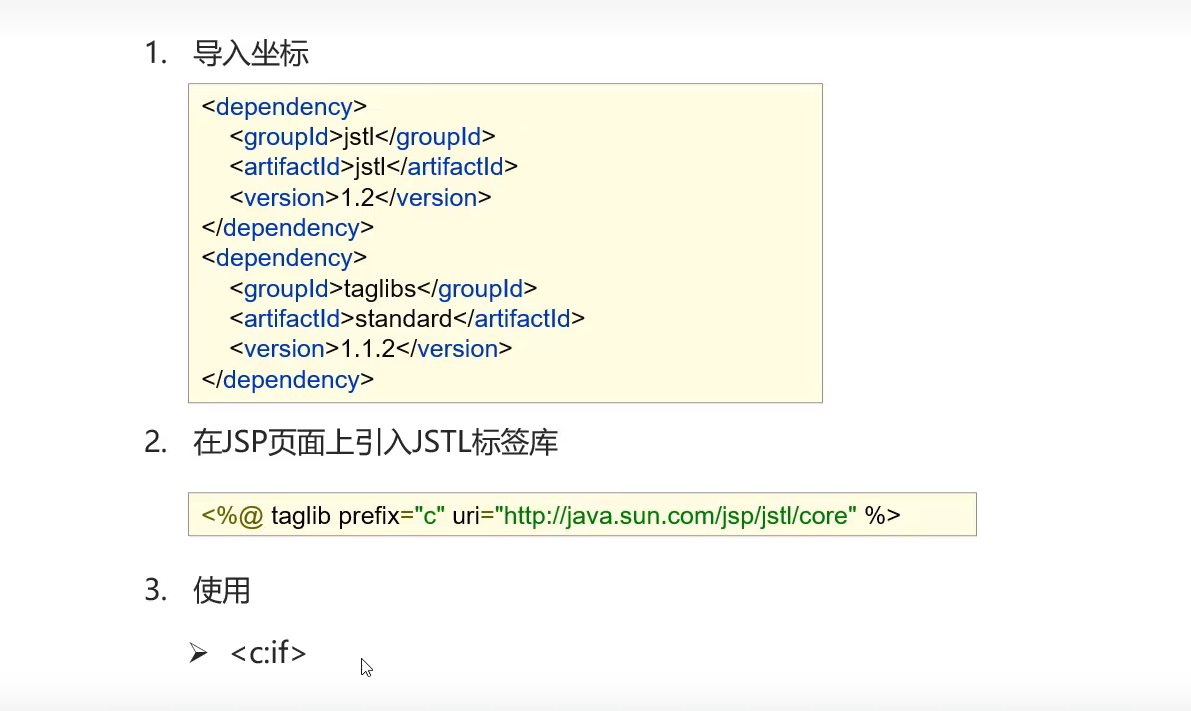 1. 导入坐标
<dependency>
    <groupId>jstl</groupId>
    <artifactId>jstl</artifactId>
    <version>1.2</version>
</dependency>
<dependency>
    <groupId>taglibs</groupId>
    <artifactId>standard</artifactId>
    <version>1.1.2</version>
</dependency>
2. 在JSP页面上引入JSTL标签库
<%@ taglib prefix="c" uri="http://java.sun.com/jsp/jstl/core" %>
3. 使用
➢ <c:if>